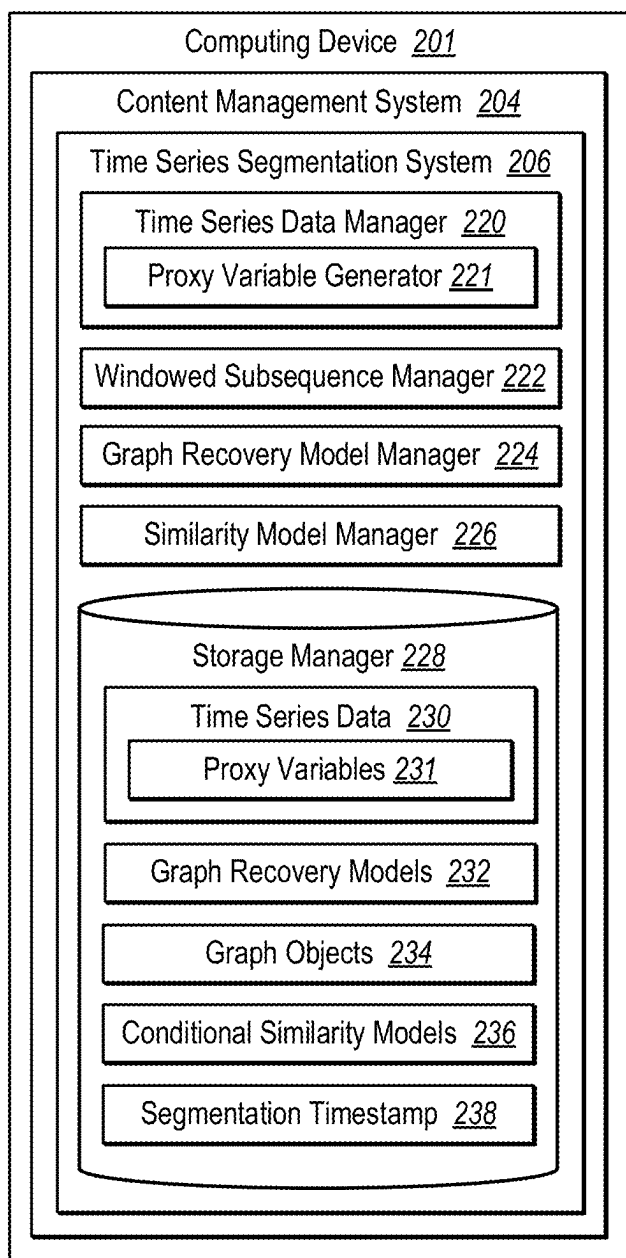 Computing Device 201
Content Management System 204
Time Series Segmentation System 206
Time Series Data Manager 220
Proxy Variable Generator 221
Windowed Subsequence Manager 222
Graph Recovery Model Manager 224
Similarity Model Manager 226
Storage Manager 228
Time Series Data 230
Proxy Variables 231
Graph Recovery Models 232
Graph Objects 234
Conditional Similarity Models 236
Segmentation Timestamp 238